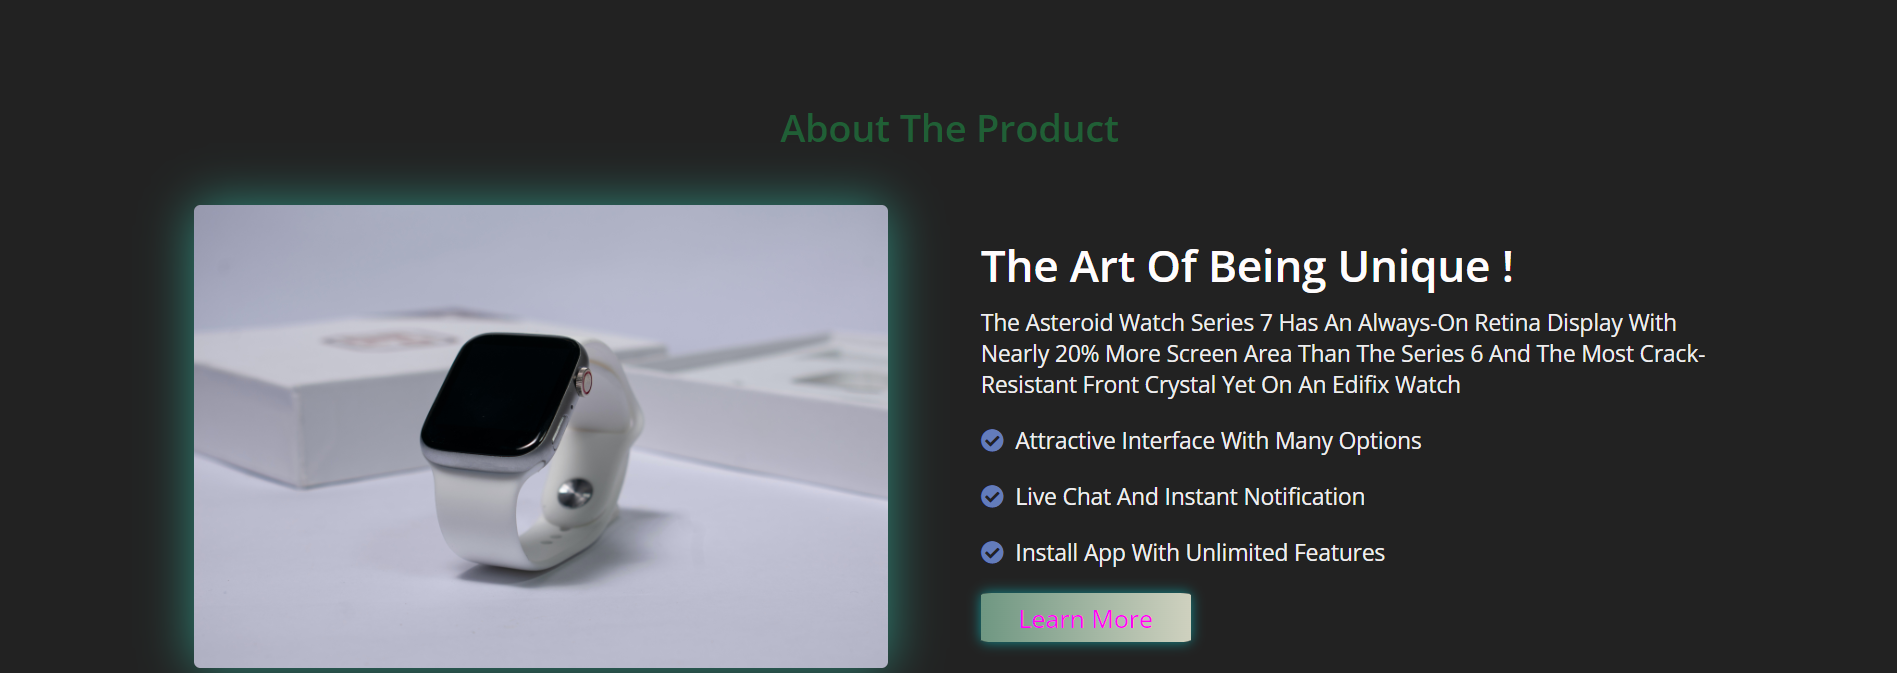 About The Product
The Art Of Being Unique !
The Asteroid Watch Series 7 Has An Always-On Retina Display With
Nearly 20% More Screen Area Than The Series 6 And The Most Crack-
Resistant Front Crystal Yet On An Edifix Watch
Attractive Interface With Many Options
Live Chat And Instant Notification
Install App With Unlimited Features
Learn More